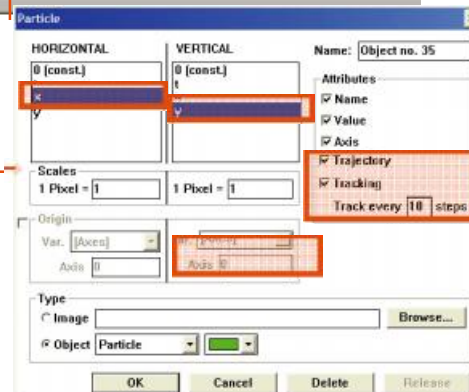 Particle
HORIZONTAL
VERTICAL
Name: Object no. 35
0 (const.)
0 (const.)
t
x
y
y
Attributes
Name
Value
Axis
Trajectory
Tracking
Track every 10 steps
Scales
1 Pixel = 1
1 Pixel = 1
Origin
Var. (Axes)
Axis 0
Axis 0
Type
Image
Browse...
Object Particle
OK Cancel Delete Release